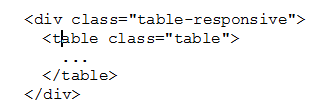 <div class="table-responsive">
  <table class="table">
    ...
  </table>
</div>